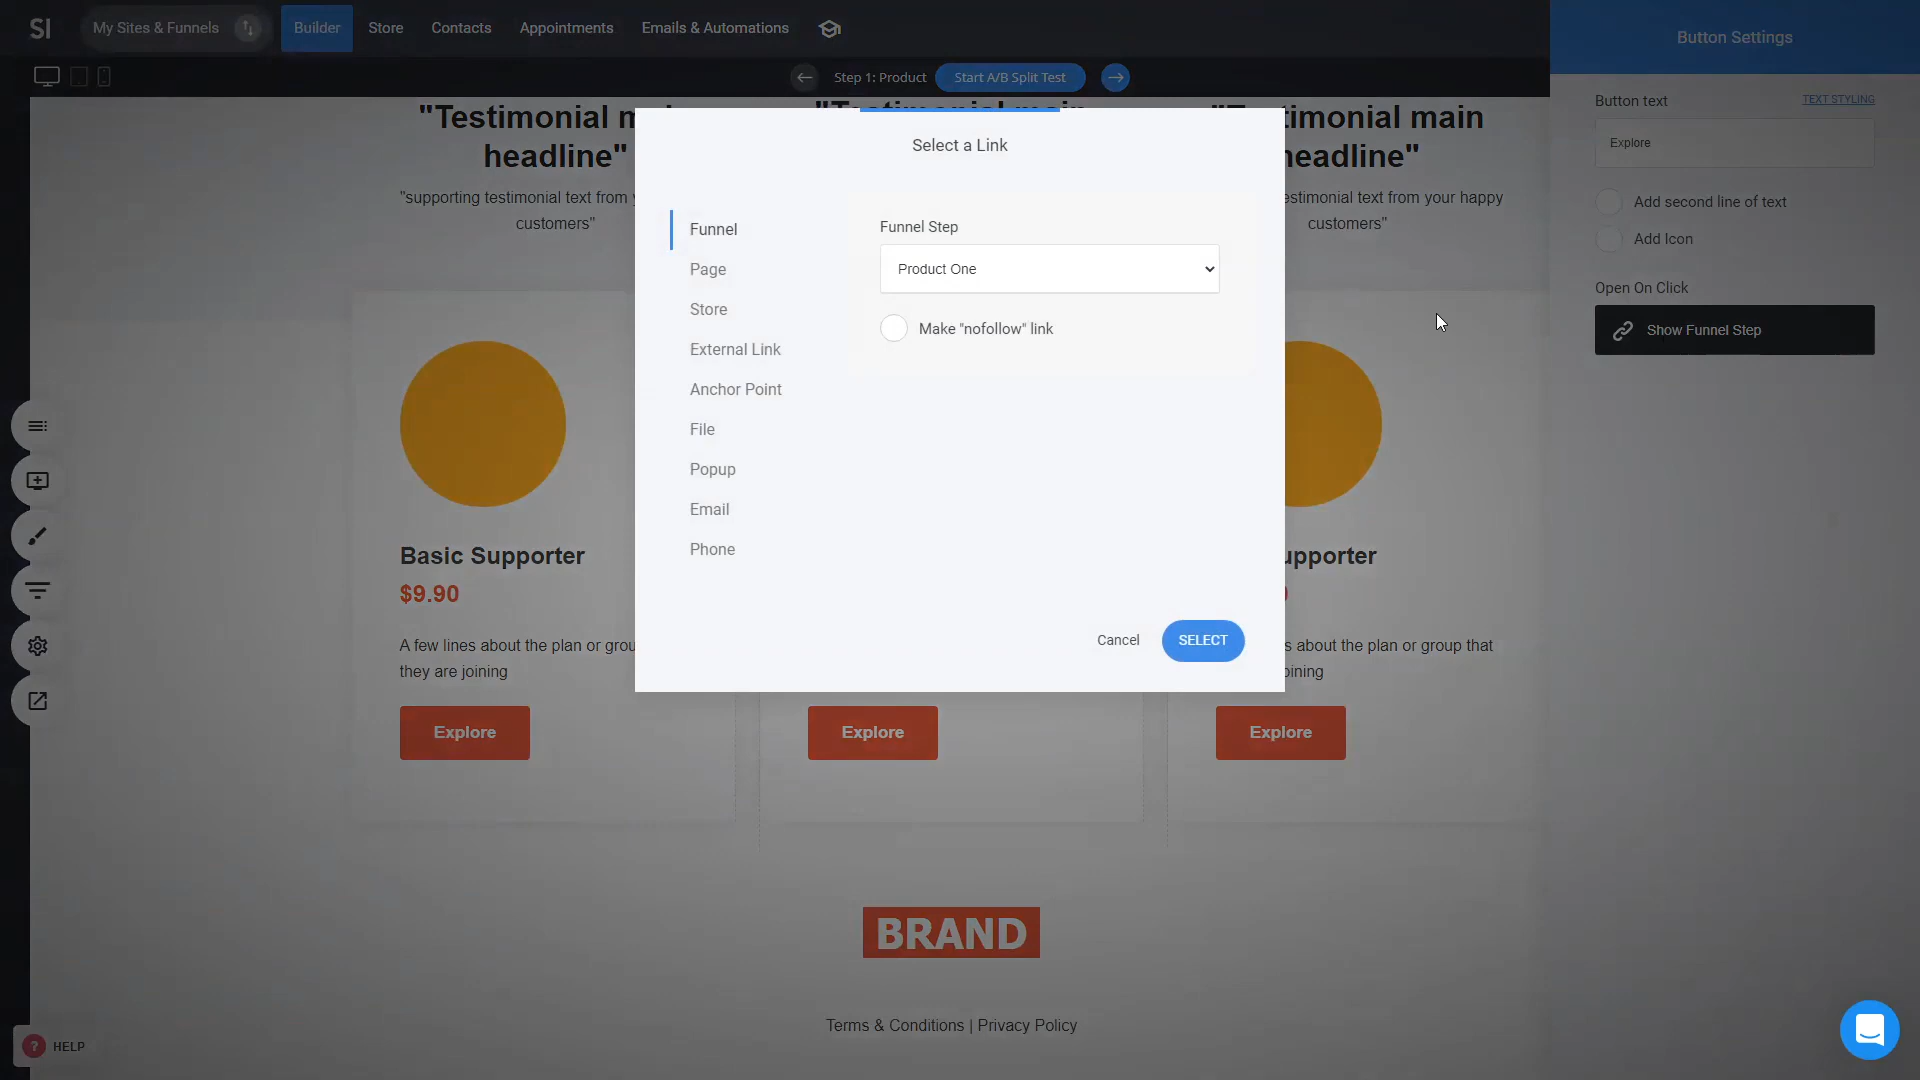 SI
My Sites & Funnels
Builder
Store
Contacts
Appointments
Emails & Automations
Button Settings
Step 1: Product
Start A/B Split Test
Button text
TEXT STYLING
Explore
Add second line of text
Add Icon
Open On Click
Show Funnel Step
"Testimonial m
headline"
"supporting testimonial text from
customers"
"Testimonial main
timonial main
headline"
estimonial text from your happy
customers"
Select a Link
Funnel
Page
Store
External Link
Anchor Point
File
Popup
Email
Phone
Funnel Step
Product One
Make "nofollow" link
Cancel
SELECT
Basic Supporter
$9.90
A few lines about the plan or grou
they are joining
Explore
Explore
upporter
s about the plan or group that
ining
Explore
BRAND
Terms & Conditions | Privacy Policy
? HELP